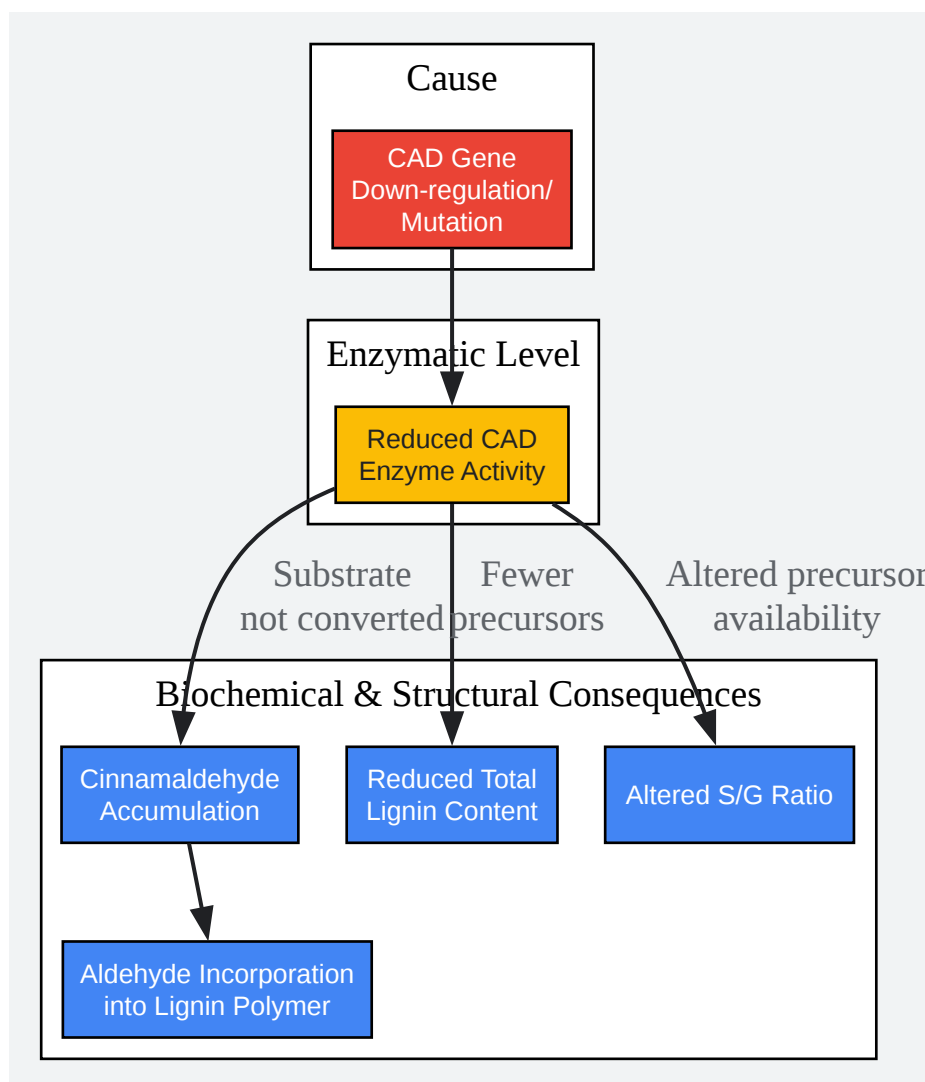 Cause
CAD Gene
Down-regulation/
Mutation
Enzymatic Level
Reduced CAD
Enzyme Activity
Substrate
not converted
Fewer
precursors
Altered precursor
availability
Biochemical & Structural Consequences
Cinnamaldehyde
Accumulation
Reduced Total
Lignin Content
Altered S/G Ratio
Aldehyde Incorporation
into Lignin Polymer